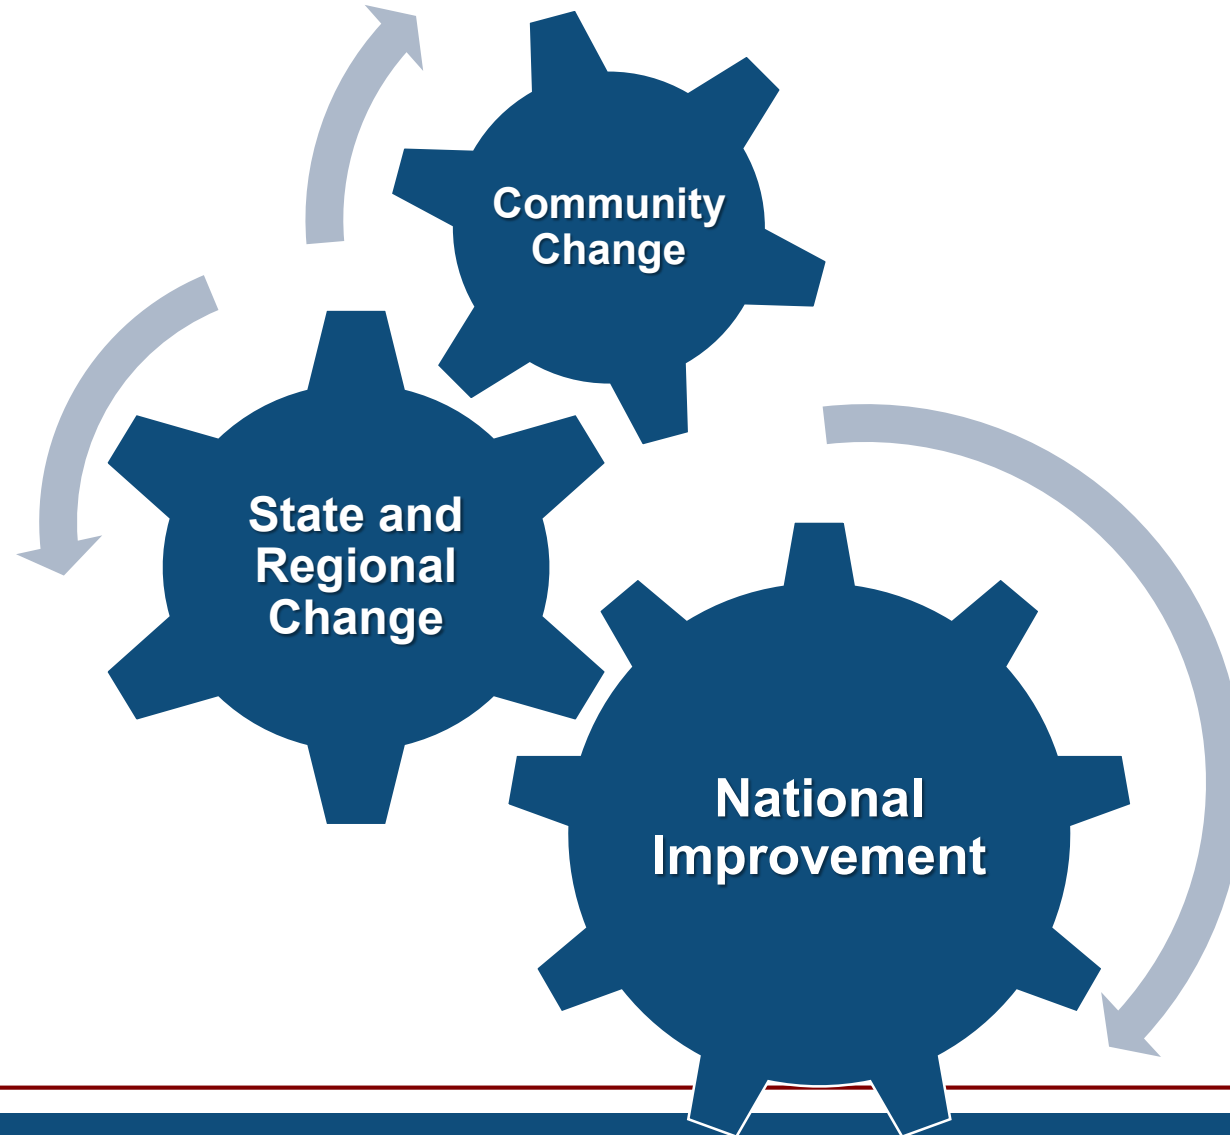 Community
Change
State and
Regional
Change
National
Improvement